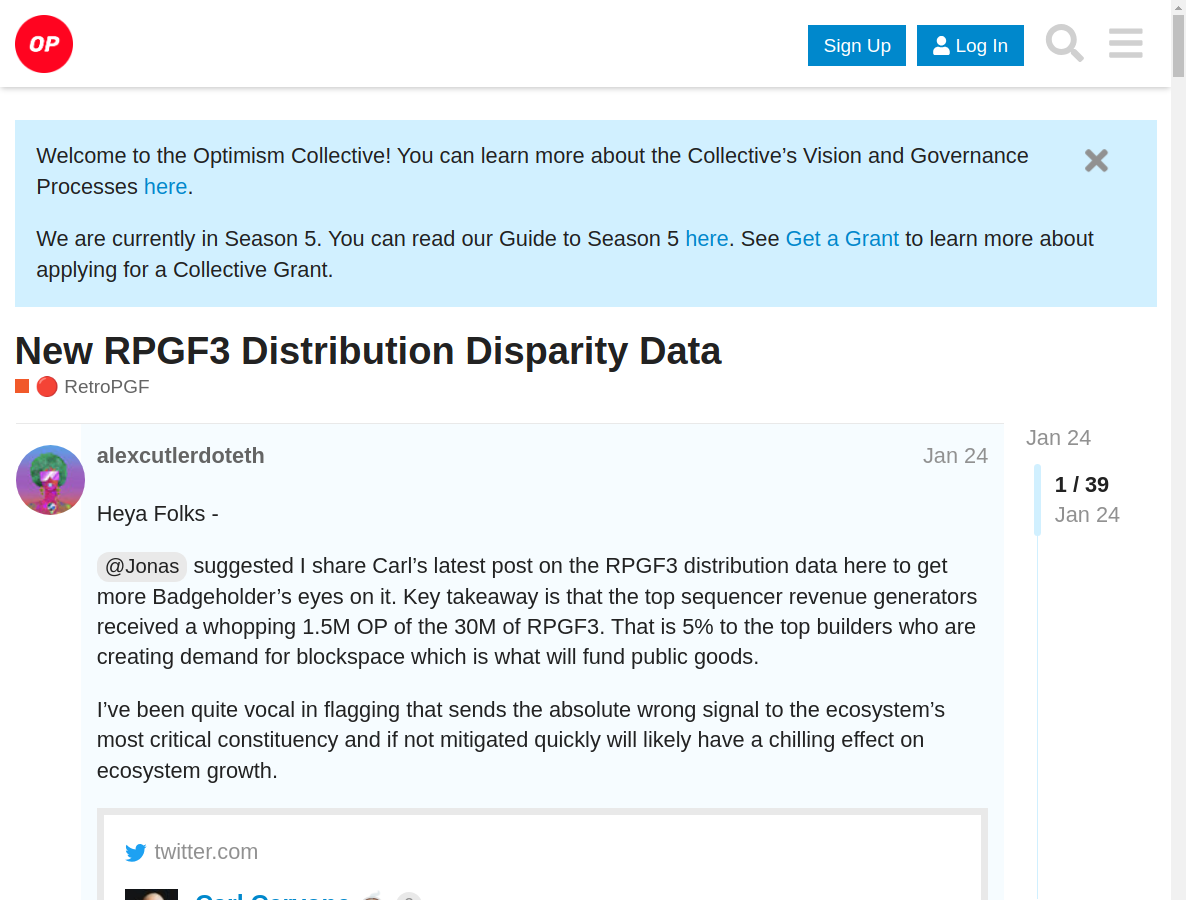 OP
Sign Up
Log In
Welcome to the Optimism Collective! You can learn more about the Collective’s Vision and Governance
Processes here.
We are currently in Season 5. You can read our Guide to Season 5 here. See Get a Grant to learn more about
applying for a Collective Grant.
New RPGF3 Distribution Disparity Data
RetroPGF
alexcutlerdoteth
Jan 24
Jan 24
1 / 39
Jan 24
Heya Folks -
@Jonas suggested I share Carl’s latest post on the RPGF3 distribution data here to get
more Badgeholder’s eyes on it. Key takeaway is that the top sequencer revenue generators
received a whopping 1.5M OP of the 30M of RPGF3. That is 5% to the top builders who are
creating demand for blockspace which is what will fund public goods.
I’ve been quite vocal in flagging that sends the absolute wrong signal to the ecosystem’s
most critical constituency and if not mitigated quickly will likely have a chilling effect on
ecosystem growth.
twitter.com